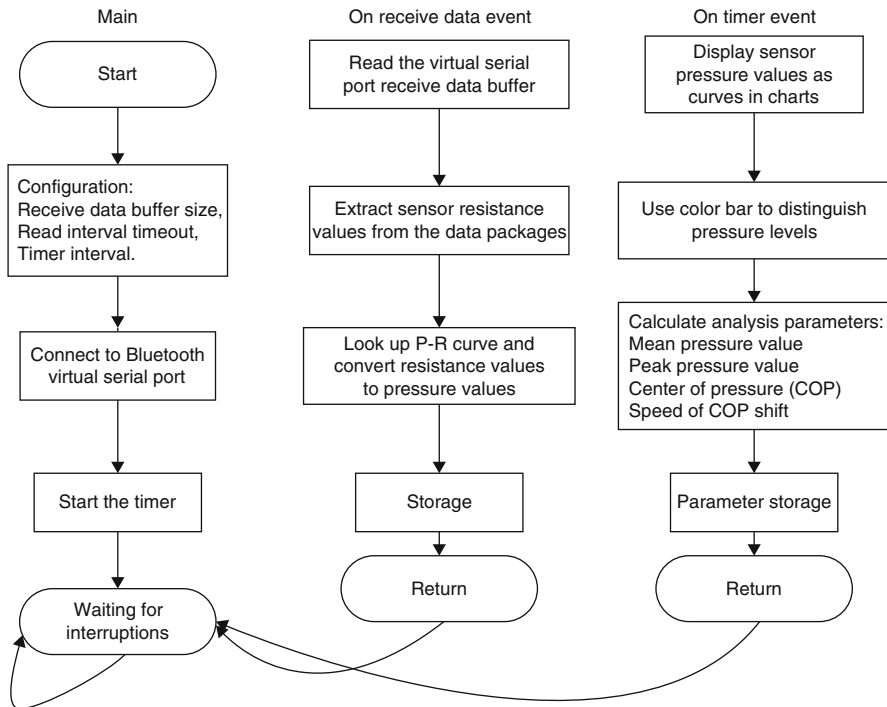 Main
Start
Configuration:
Receive data buffer size,
Read interval timeout,
Timer interval.
Connect to Bluetooth
virtual serial port
Start the timer
Waiting for
interruptions
On receive data event
Read the virtual serial
port receive data buffer
Extract sensor resistance
values from the data packages
Look up P-R curve and
convert resistance values
to pressure values
Storage
Return
On timer event
Display sensor
pressure values as
curves in charts
Use color bar to distinguish
pressure levels
Calculate analysis parameters:
Mean pressure value
Peak pressure value
Center of pressure (COP)
Speed of COP shift
Parameter storage
Return